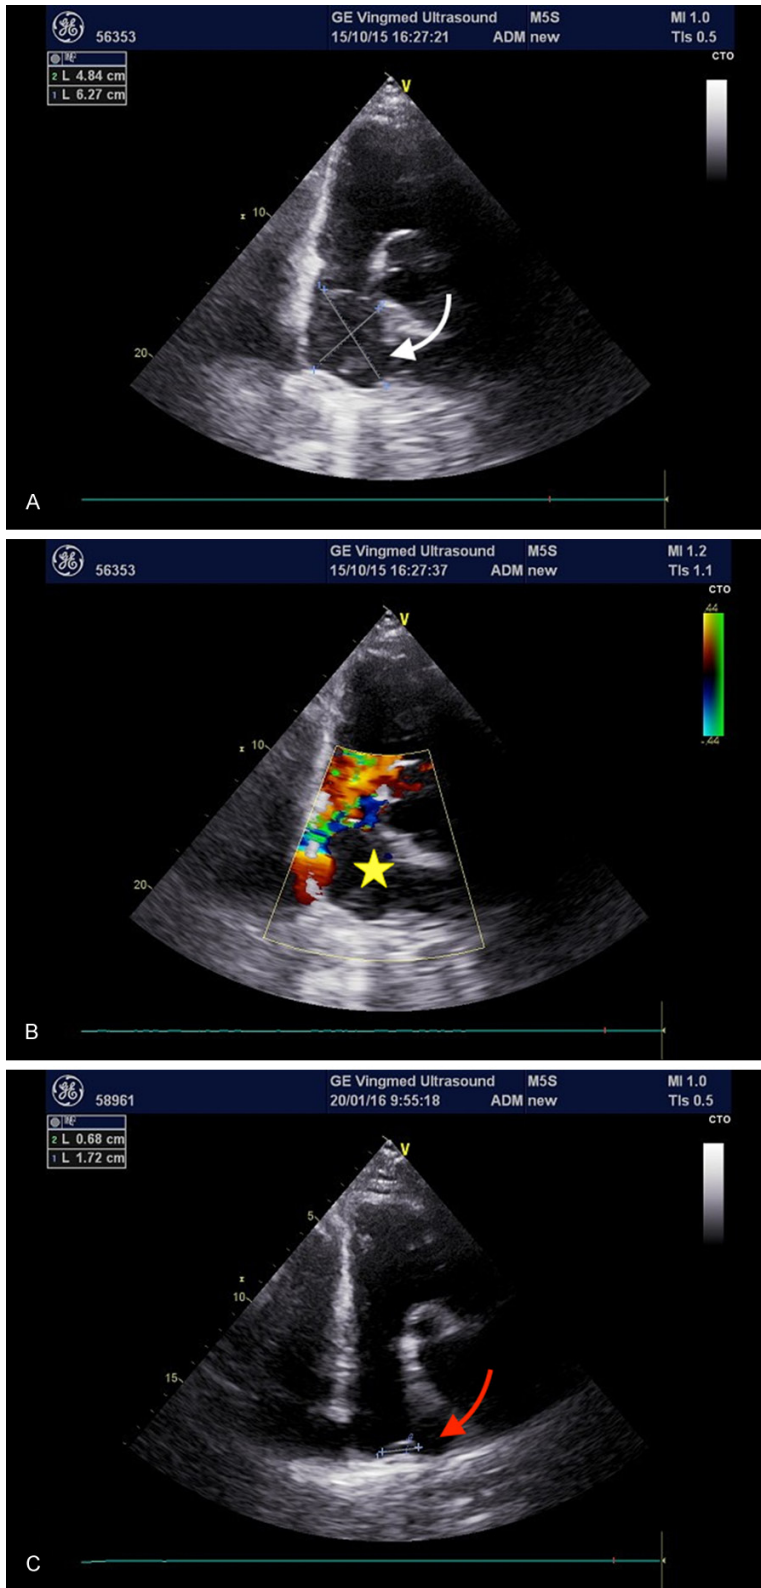 GE Vingmed Ultrasound M5S MI 1.0
56353 15/10/15 16:27:21 ADM new TIs 0.5
CTO
2 L 4.84 cm
1 L 6.27 cm
V
10
20
A
GE Vingmed Ultrasound M5S MI 1.2
56353 15/10/15 16:27:37 ADM new TIs 1.1
CTO
.44
V
-.44
10
20
B
GE Vingmed Ultrasound M5S MI 1.0
58961 20/01/16 9:55:18 ADM new TIs 0.5
CTO
2 L 0.68 cm
1 L 1.72 cm
V
5
10
15
C